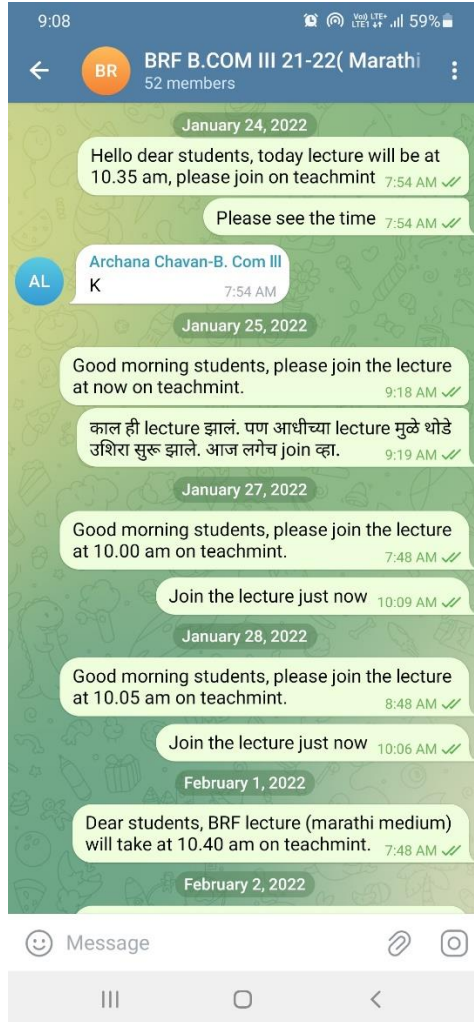 9:08
Vo) LTE+
LTE1 59%
BR
BRF B.COM III 21-22( Marathi
52 members
January 24, 2022
Hello dear students, today lecture will be at
10.35 am, please join on teachmint 7:54 AM
Please see the time 7:54 AM
AL
Archana Chavan-B. Com III
K 7:54 AM
January 25, 2022
Good morning students, please join the lecture
at now on teachmint. 9:18 AM
काल ही lecture झालं. पण आधीच्या lecture मुळे थोडे
उशिरा सुरू झाले. आज लगेच join व्हा. 9:19 AM
January 27, 2022
Good morning students, please join the lecture
at 10.00 am on teachmint. 7:48 AM
Join the lecture just now 10:09 AM
January 28, 2022
Good morning students, please join the lecture
at 10.05 am on teachmint. 8:48 AM
Join the lecture just now 10:06 AM
February 1, 2022
Dear students, BRF lecture (marathi medium)
will take at 10.40 am on teachmint. 7:48 AM
February 2, 2022
Message